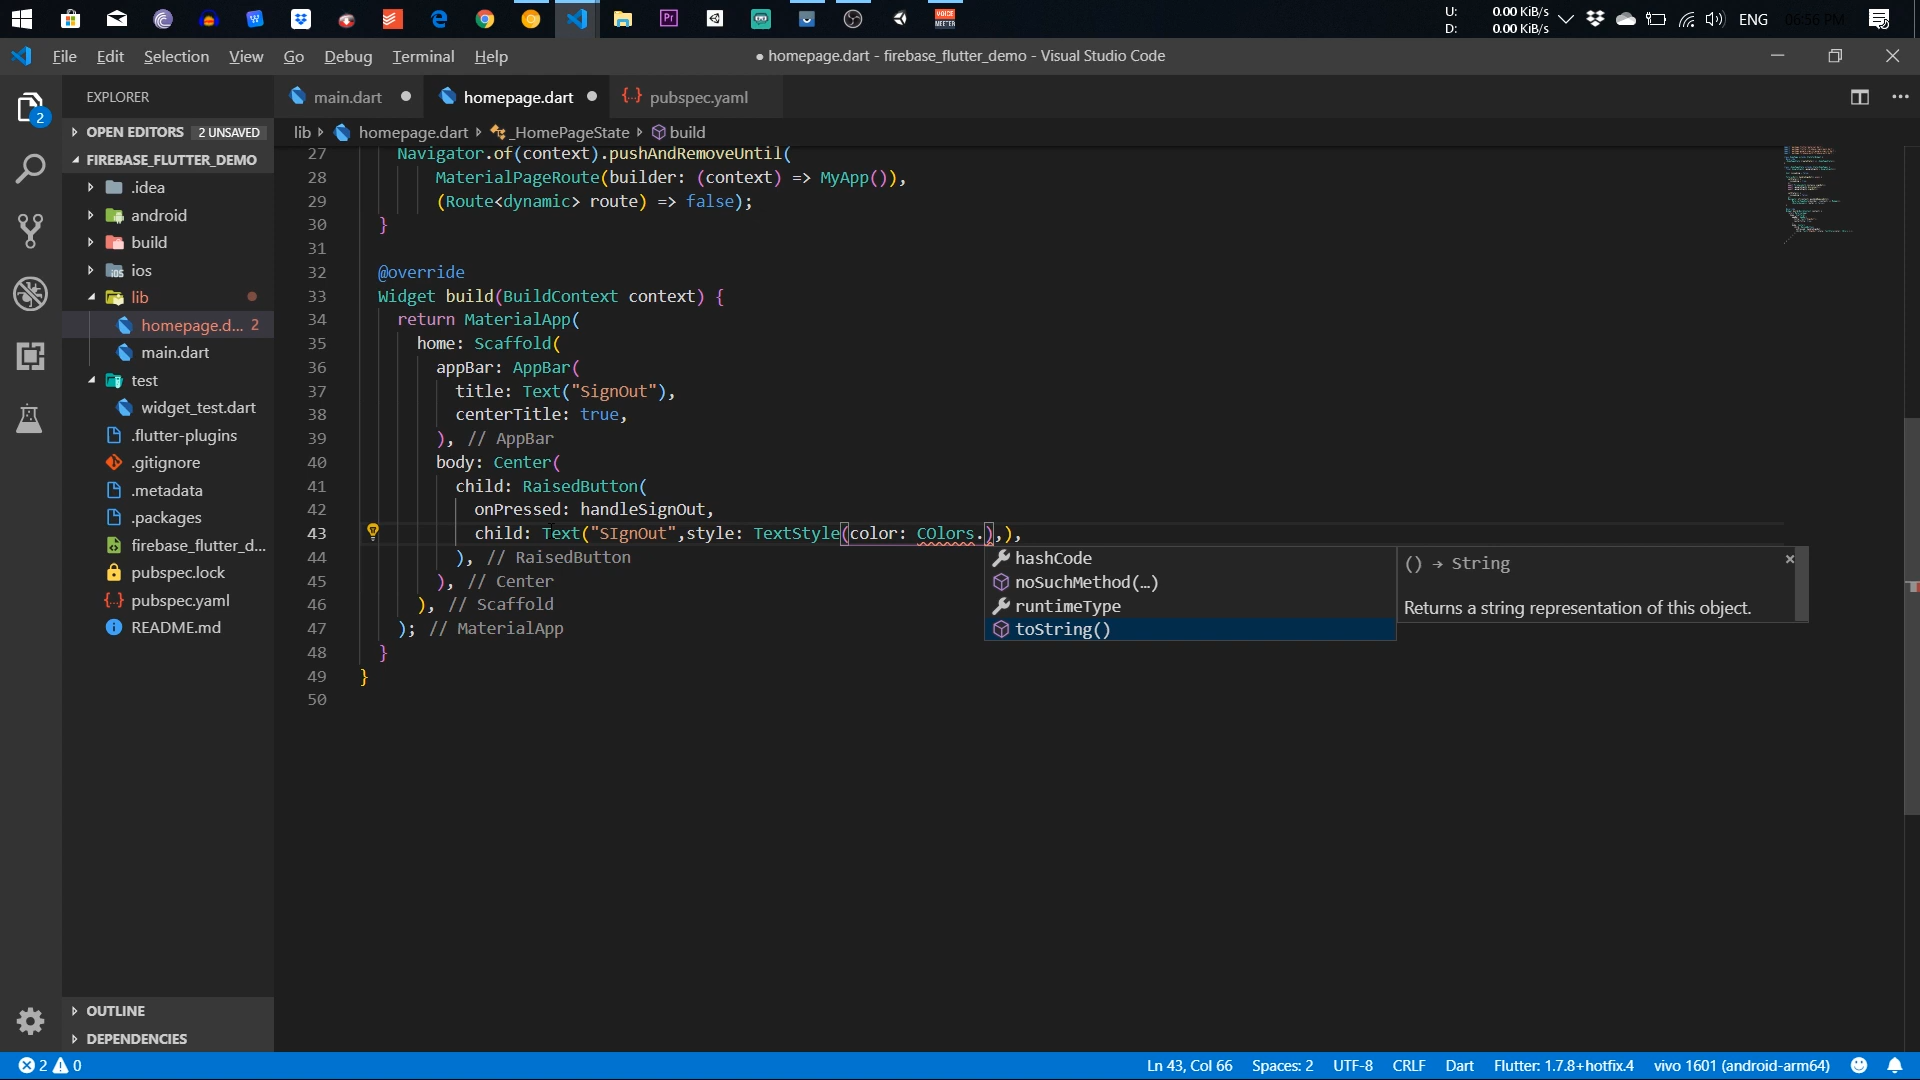 U: 0.00 KiB/s
D: 0.00 KiB/s
ENG
06:56 PM
File Edit Selection View Go Debug Terminal Help
● homepage.dart - firebase_flutter_demo - Visual Studio Code
EXPLORER
main.dart
homepage.dart
pubspec.yaml
OPEN EDITORS 2 UNSAVED
lib homepage.dart _HomePageState build
FIREBASE_FLUTTER_DEMO
.idea
android
build
ios
lib
homepage.d... 2
main.dart
test
widget_test.dart
.flutter-plugins
.gitignore
.metadata
.packages
firebase_flutter_d...
pubspec.lock
pubspec.yaml
README.md
OUTLINE
DEPENDENCIES
2
27 Navigator.of(context).pushAndRemoveUntil(
28 MaterialPageRoute(builder: (context) => MyApp()),
29 (Route<dynamic> route) => false);
30 }
31
32 @override
33 Widget build(BuildContext context) {
34 return MaterialApp(
35 home: Scaffold(
36 appBar: AppBar(
37 title: Text("SignOut"),
38 centerTitle: true,
39 ), // AppBar
40 body: Center(
41 child: RaisedButton(
42 onPressed: handleSignOut,
43 child: Text("SIgnOut",style: TextStyle(color: COlors.),),
44 ), // RaisedButton
45 ), // Center
46 ), // Scaffold
47 ); // MaterialApp
48 }
49 }
50
hashCode
noSuchMethod(…)
runtimeType
toString()
() → String
Returns a string representation of this object.
2 0
Ln 43, Col 66 Spaces: 2 UTF-8 CRLF Dart Flutter: 1.7.8+hotfix.4 vivo 1601 (android-arm64)